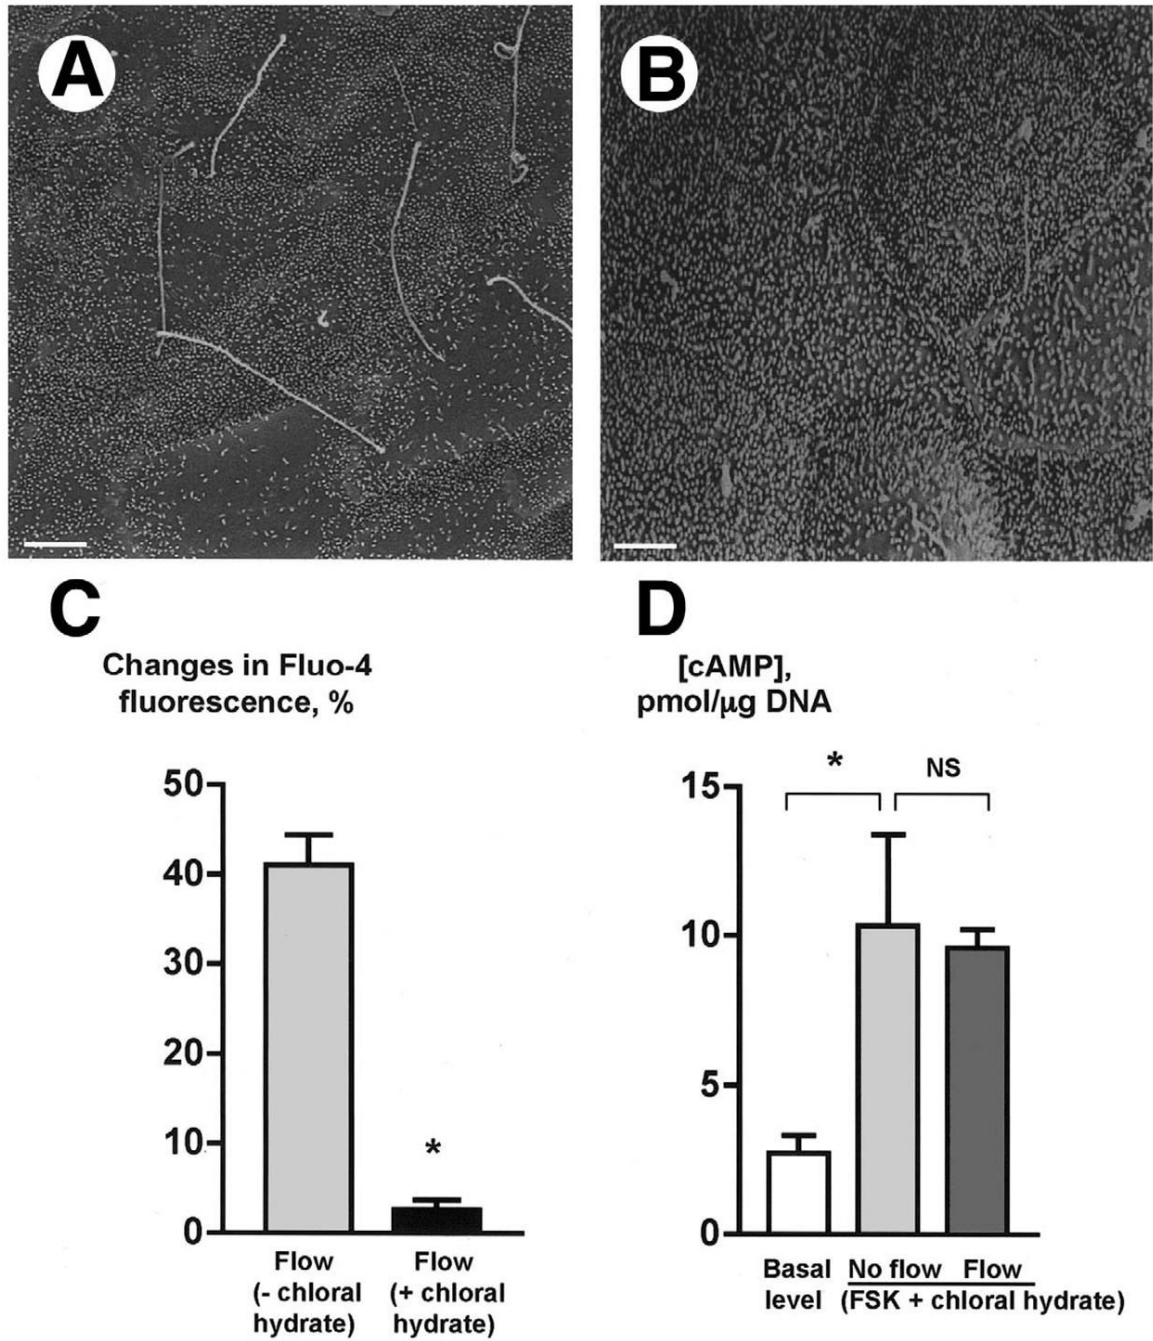 A
B
C
D
Changes in Fluo-4
fluorescence, %
50
40
30
20
10
0
*
Flow
(- chloral
hydrate)
Flow
(+ chloral
hydrate)
[cAMP],
pmol/µg DNA
*
NS
15
10
5
0
Basal
level
No flow
Flow
(FSK + chloral hydrate)